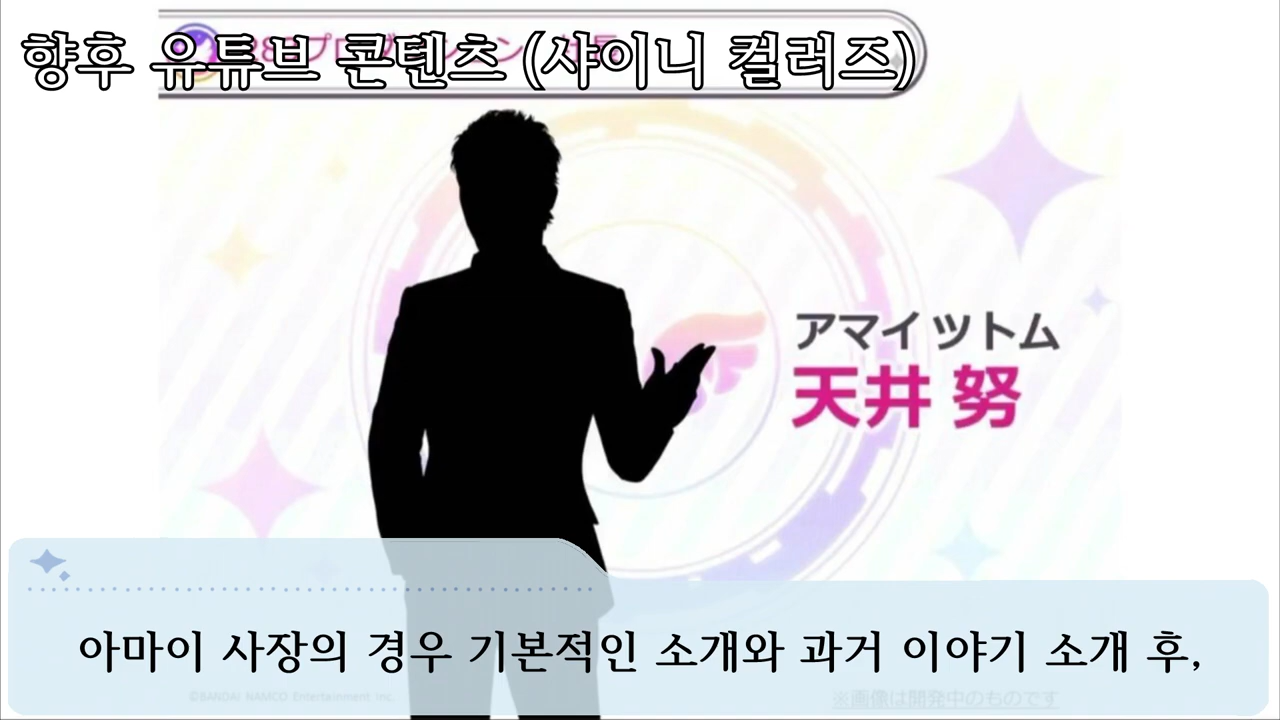 향후 유튜브 콘텐츠 (샤이니 컬러즈)
アマイ ツトム
天井 努
아마이 사장의 경우 기본적인 소개와 과거 이야기 소개 후,
©BANDAI NAMCO Entertainment Inc.
※画像は開発中のものです